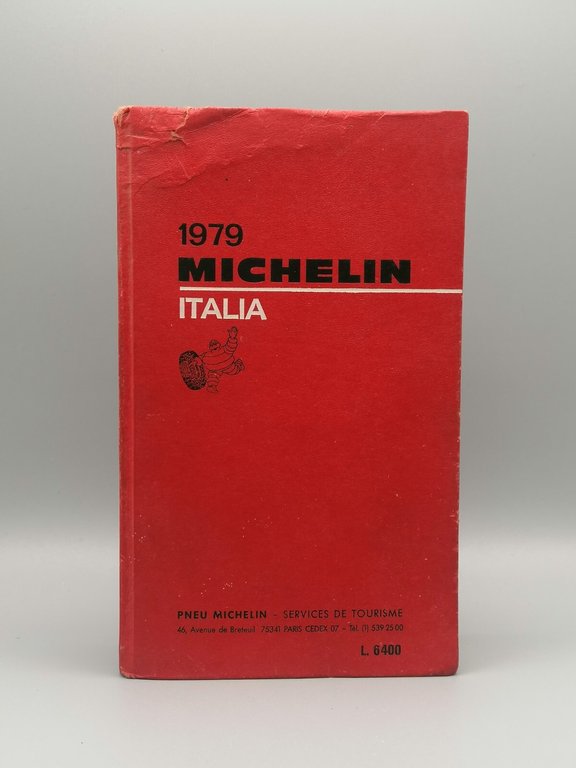 1979
MICHELIN
ITALIA
PNEU MICHELIN - SERVICES DE TOURISME
46, Avenue de Breteuil 75341 PARIS CEDEX 07 - Tél. (1) 539 25 00
L. 6400